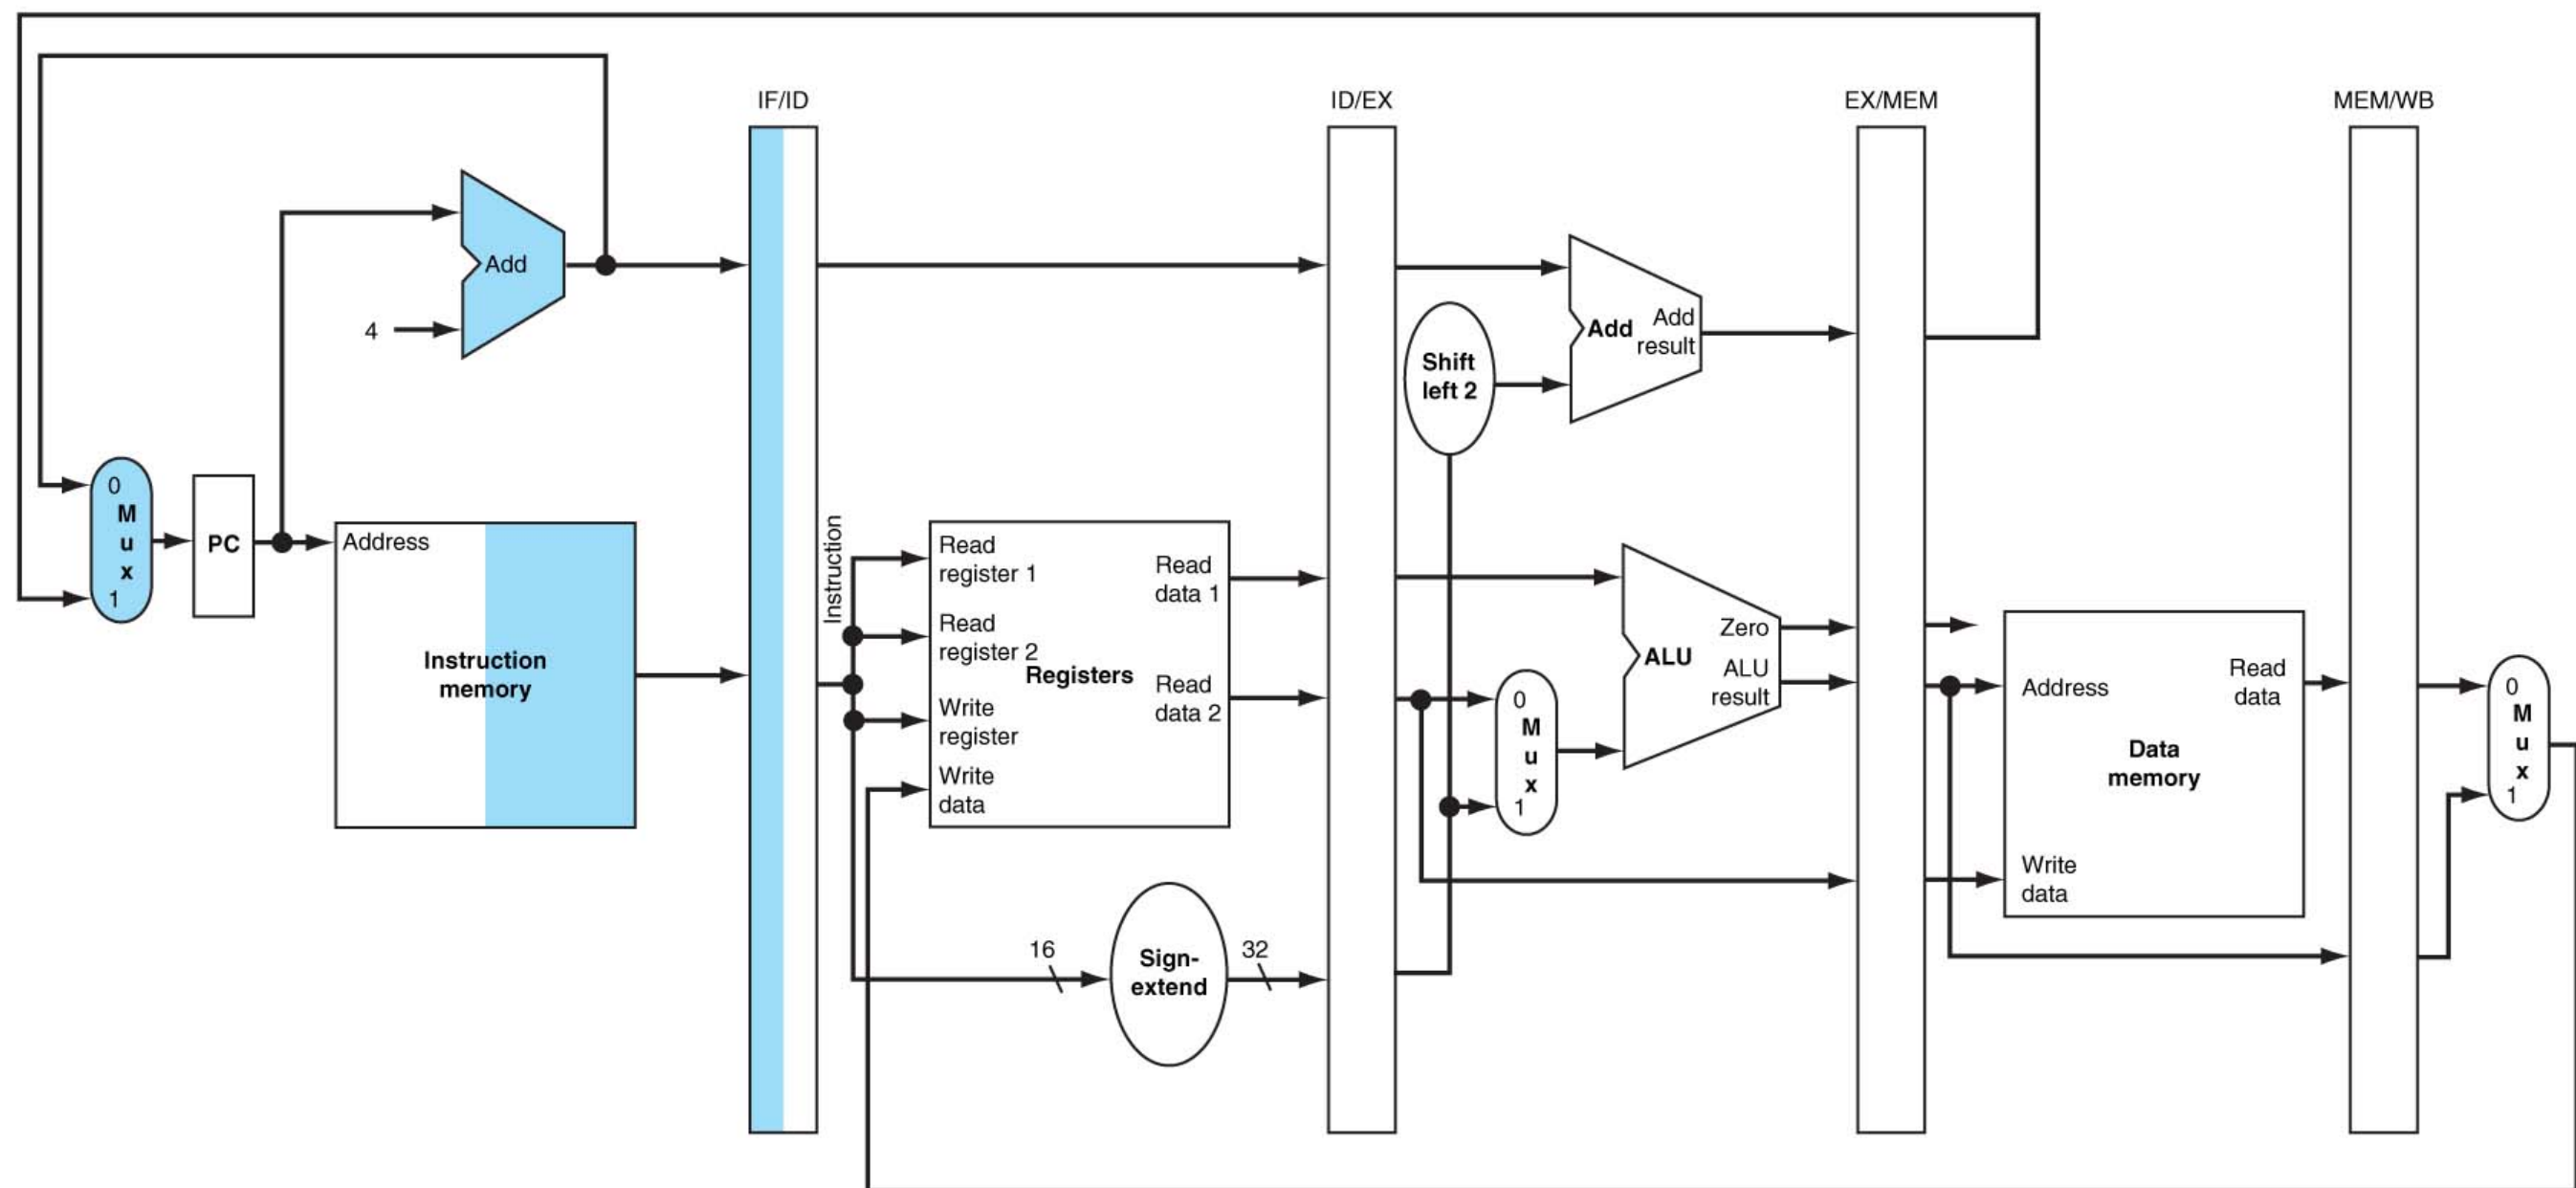 IF/ID
ID/EX
EX/MEM
MEM/WB
Add
4
0
M
u
x
1
PC
Address
Instruction
memory
Instruction
Read
register 1
Read
register 2
Write
register
Write
data
Registers
Read
data 1
Read
data 2
16
Sign-
extend
32
Shift
left 2
Add
Add
result
0
M
u
x
1
ALU
Zero
ALU
result
Address
Write
data
Data
memory
Read
data
0
M
u
x
1